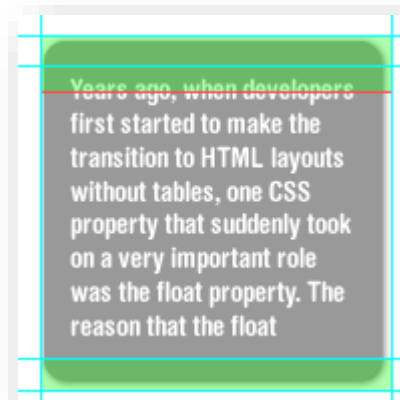 Years ago, when developers
first started to make the
transition to HTML layouts
without tables, one CSS
property that suddenly took
on a very important role
was the float property. The
reason that the float